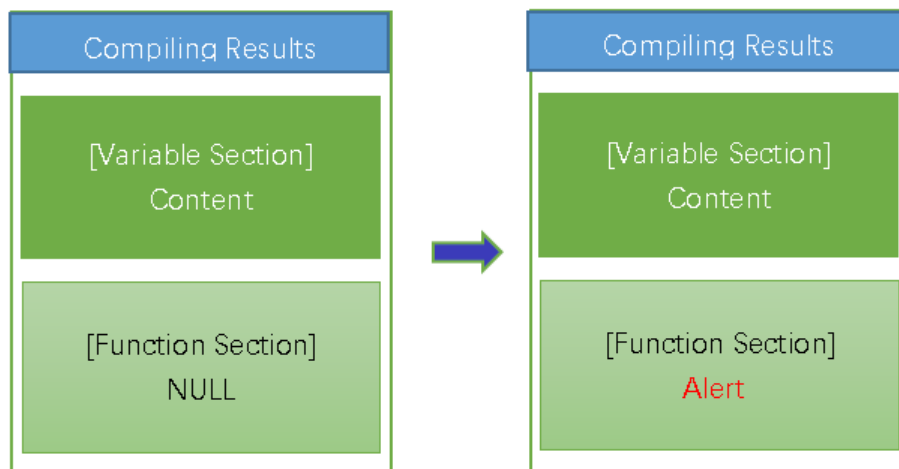 Compiling Results
[Variable Section]
Content
[Function Section]
NULL
Compiling Results
[Variable Section]
Content
[Function Section]
Alert